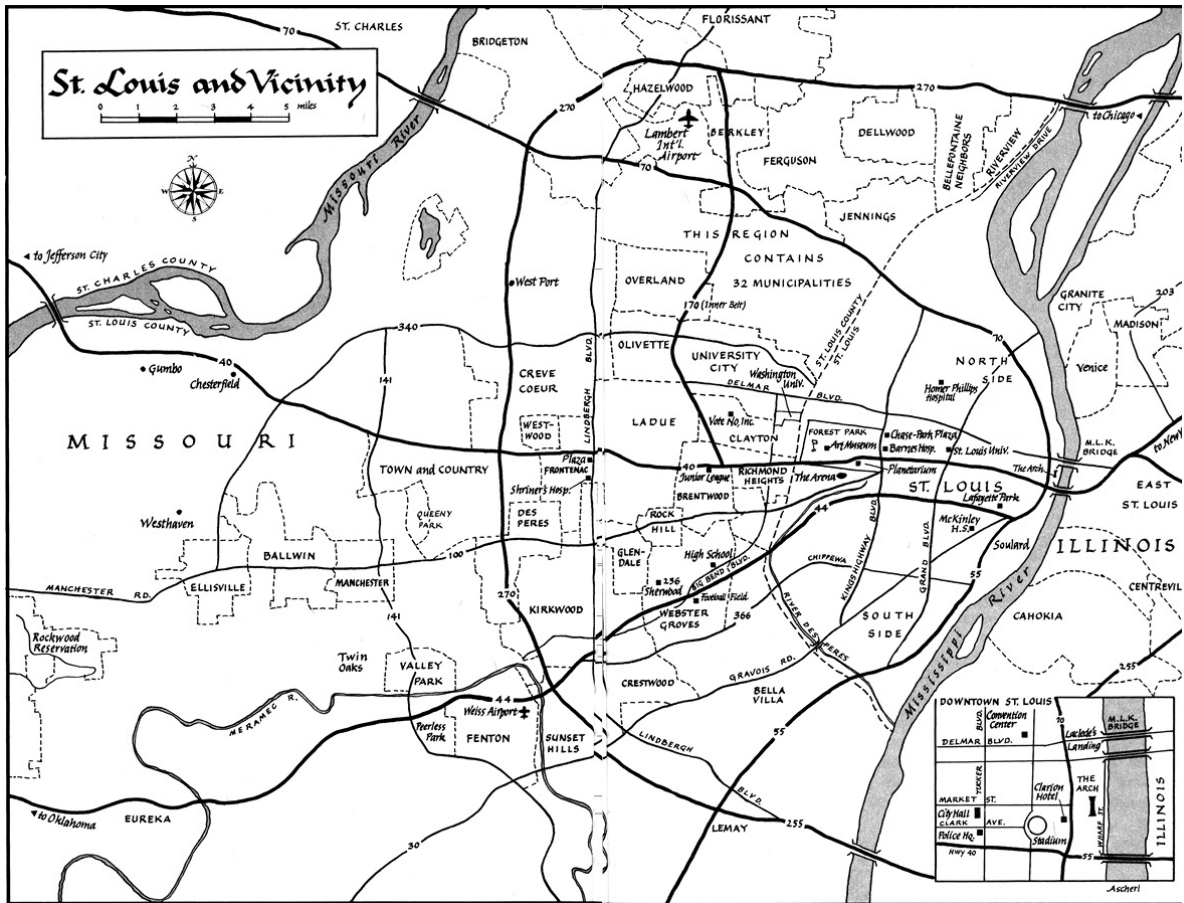 St. Louis and Vicinity
0 1 2 3 4 5 miles
N
W E
S
ST. CHARLES
70
BRIDGETON
FLORISSANT
HAZELWOOD
270
270
Lambert
Int'l.
Airport
BERKLEY
DELLWOOD
FERGUSON
BELLEFONTAINE
NEIGHBORS
RIVERVIEW
RIVERVIEW DRIVE
to Chicago
Missouri River
70
JENNINGS
THIS REGION
CONTAINS
32 MUNICIPALITIES
to Jefferson City
ST. CHARLES COUNTY
ST. LOUIS COUNTY
West Port
OVERLAND
170 (Inner Belt)
ST. LOUIS COUNTY
ST. LOUIS
GRANITE
CITY
203
MADISON
Venice
340
40
141
Gumbo
Chesterfield
LINDBERGH BLVD.
OLIVETTE
UNIVERSITY
CITY
Washington
Univ.
DELMAR BLVD.
70
NORTH
SIDE
Homer Phillips
Hospital
CREVE
COEUR
WEST-
WOOD
LADUE
Vote No, Inc.
CLAYTON
FOREST PARK
Art Museum
Chase-Park Plaza
Barnes Hosp.
St. Louis Univ.
M.L.K.
BRIDGE
to New Y
MISSOURI
TOWN and COUNTRY
Plaza
FRONTENAC
Shriner's Hosp.
40
Junior League
BRENTWOOD
RICHMOND
HEIGHTS
The Arena
Planetarium
The Arch
ST. LOUIS
Lafayette Park
EAST
ST. LOUIS
Westhaven
QUEENY
PARK
DES
PERES
ROCK
HILL
44
McKinley
H.S.
Soulard
ILLINOIS
BALLWIN
ELLISVILLE
MANCHESTER
100
MANCHESTER RD.
GLEN-
DALE
High School
BIG BEND BLVD.
CHIPPEWA
KINGSHIGHWAY BLVD.
GRAND BLVD.
55
CENTREVIL
270
KIRKWOOD
236
Sherwood
Football Field
WEBSTER
GROVES
366
RIVER DES PERES
SOUTH
SIDE
CAHOKIA
Mississippi River
141
Rockwood
Reservation
Twin
Oaks
VALLEY
PARK
CRESTWOOD
GRAVOIS RD.
BELLA
VILLA
255
MERAMEC R.
44
Weiss Airport
Peerless
Park
FENTON
SUNSET
HILLS
LINDBERGH BLVD.
55
to Oklahoma
EUREKA
30
LEMAY
255
DOWNTOWN ST. LOUIS
BLVD.
Convention
Center
70
M.L.K.
BRIDGE
DELMAR BLVD.
Laclede's
Landing
TUCKER
MARKET ST.
Clarion
Hotel
THE
ARCH
City Hall
CLARK AVE.
Police Hq.
Stadium
WHARF ST.
ILLINOIS
HWY 40
55
Ascherl